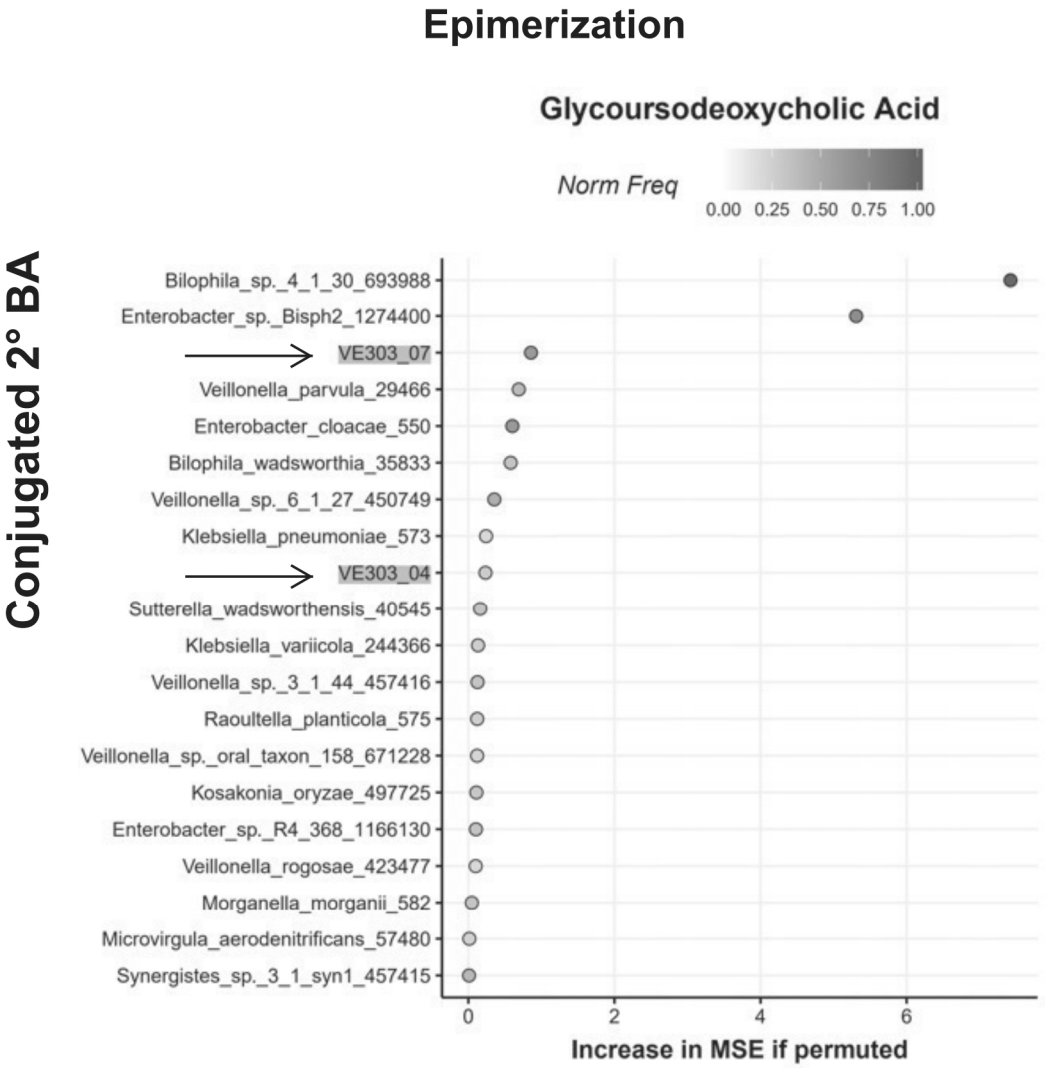 Epimerization
Glycoursodeoxycholic Acid
Norm Freq
0.00 0.25 0.50 0.75 1.00
Conjugated 2° BA
Bilophila_sp._4_1_30_693988
Enterobacter_sp._Bisph2_1274400
VE303_07
Veillonella_parvula_29466
Enterobacter_cloacae_550
Bilophila_wadsworthia_35833
Veillonella_sp._6_1_27_450749
Klebsiella_pneumoniae_573
VE303_04
Sutterella_wadsworthensis_40545
Klebsiella_variicola_244366
Veillonella_sp._3_1_44_457416
Raoultella_planticola_575
Veillonella_sp._oral_taxon_158_671228
Kosakonia_oryzae_497725
Enterobacter_sp._R4_368_1166130
Veillonella_rogosae_423477
Morganella_morganii_582
Microvirgula_aerodenitrificans_57480
Synergistes_sp._3_1_syn1_457415
0 2 4 6
Increase in MSE if permuted